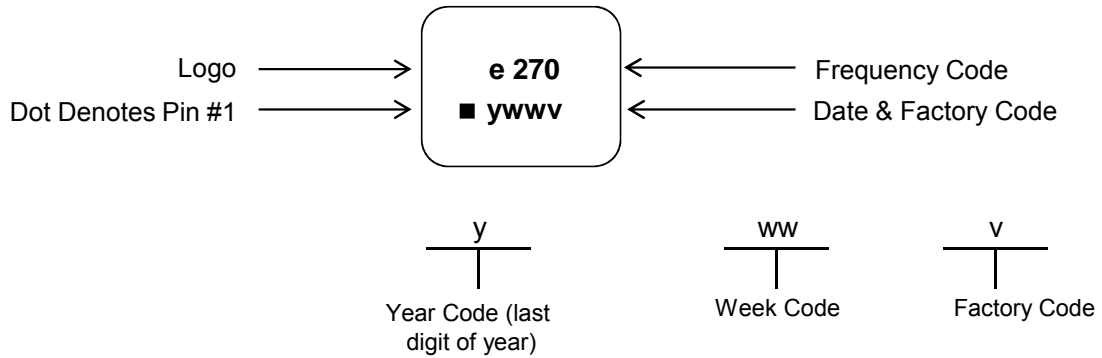 Logo
e 270
Frequency Code
Dot Denotes Pin #1
■ ywwv
Date & Factory Code
y
ww
v
Year Code (last
digit of year)
Week Code
Factory Code